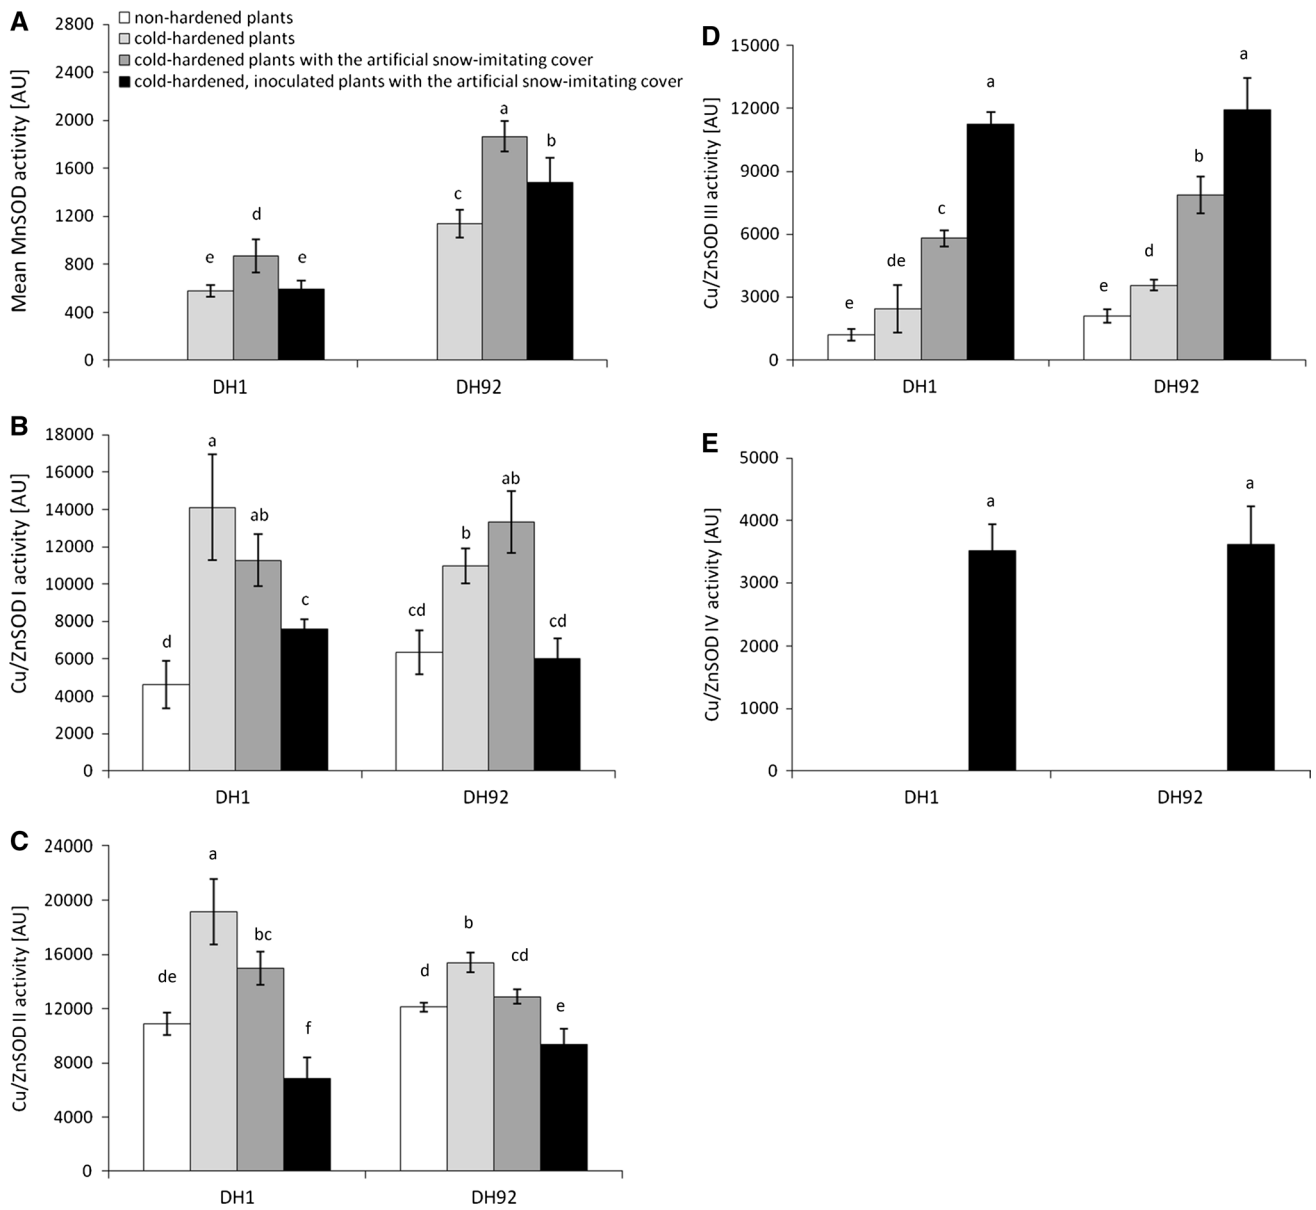 A
Mean MnSOD activity [AU]
2800
2400
2000
1600
1200
800
400
0
non-hardened plants
cold-hardened plants
cold-hardened plants with the artificial snow-imitating cover
cold-hardened, inoculated plants with the artificial snow-imitating cover
e
d
e
c
a
b
DH1
DH92
B
Cu/ZnSOD I activity [AU]
18000
16000
14000
12000
10000
8000
6000
4000
2000
0
d
a
ab
c
cd
b
ab
cd
DH1
DH92
C
Cu/ZnSOD II activity [AU]
24000
20000
16000
12000
8000
4000
0
de
a
bc
f
d
b
cd
e
DH1
DH92
D
Cu/ZnSOD III activity [AU]
15000
12000
9000
6000
3000
0
e
de
c
a
e
d
b
a
DH1
DH92
E
Cu/ZnSOD IV activity [AU]
5000
4000
3000
2000
1000
0
a
a
DH1
DH92